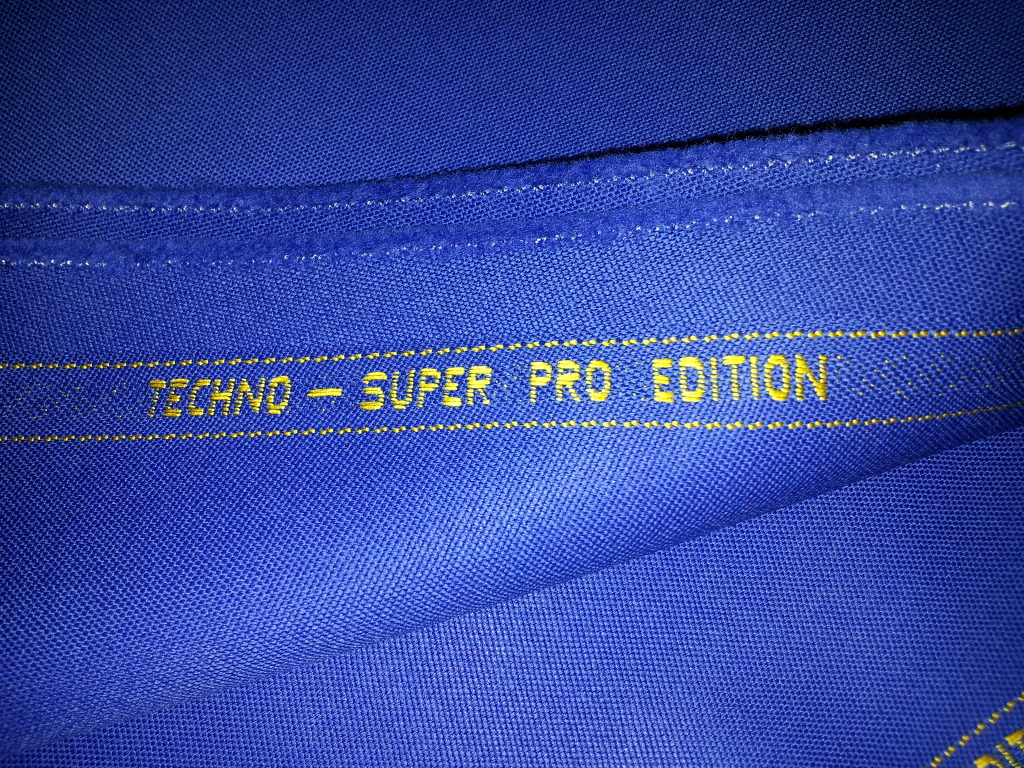 TECHNO – SUPER PRO EDITION